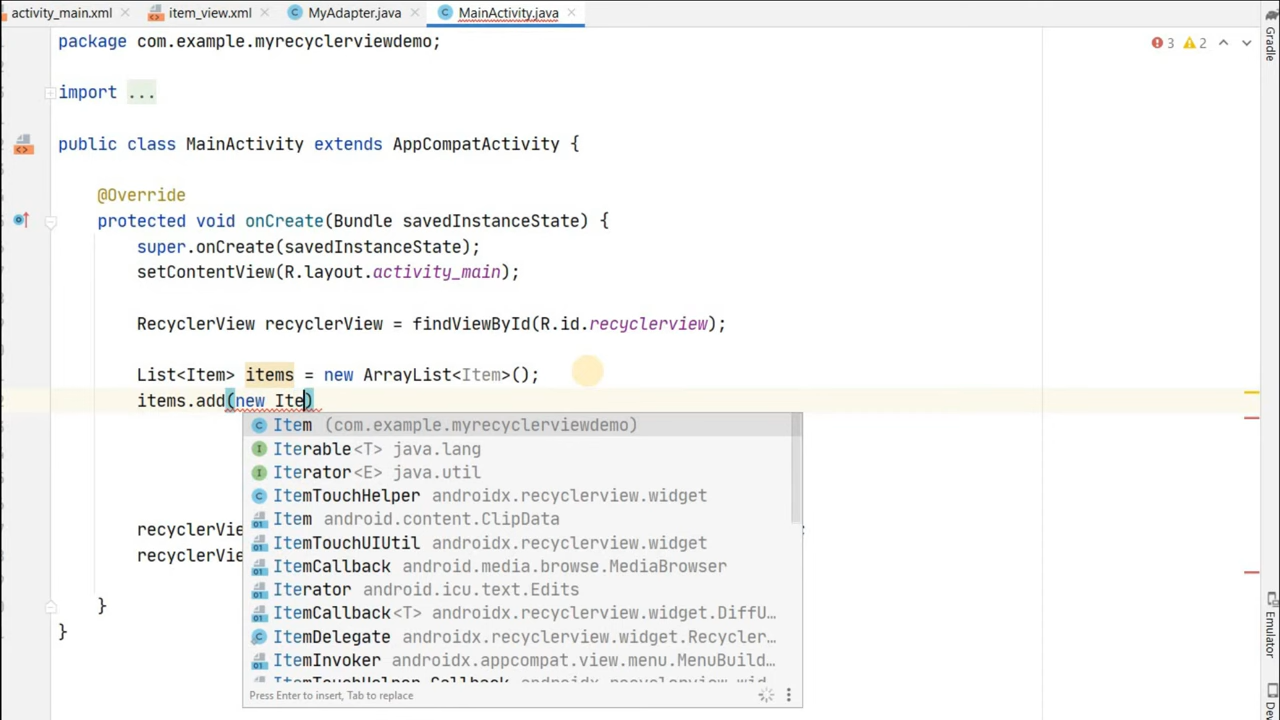 activity_main.xml item_view.xml MyAdapter.java MainActivity.java
package com.example.myrecyclerviewdemo;
3 2
import ...
public class MainActivity extends AppCompatActivity {
@Override
protected void onCreate(Bundle savedInstanceState) {
super.onCreate(savedInstanceState);
setContentView(R.layout.activity_main);
RecyclerView recyclerView = findViewById(R.id.recyclerview);
List<Item> items = new ArrayList<Item>();
items.add(new Ite)
Item (com.example.myrecyclerviewdemo)
Iterable<T> java.lang
Iterator<E> java.util
ItemTouchHelper androidx.recyclerview.widget
Item android.content.ClipData
recyclerVie ;
ItemTouchUIUtil androidx.recyclerview.widget
recyclerVie
ItemCallback android.media.browse.MediaBrowser
Iterator android.icu.text.Edits
}
ItemCallback<T> androidx.recyclerview.widget.DiffU...
}
ItemDelegate androidx.recyclerview.widget.Recycler...
ItemInvoker androidx.appcompat.view.menu.MenuBuild...
Press Enter to insert, Tab to replace
Gradle
Emulator